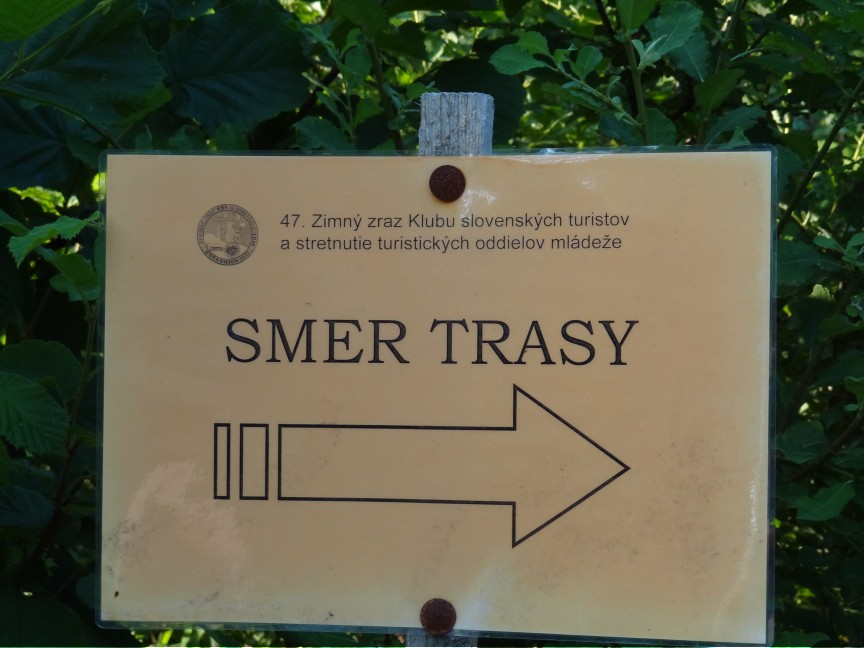 47. Zimný zraz Klubu slovenských turistov
a stretnutie turistických oddielov mládeže
SMER TRASY